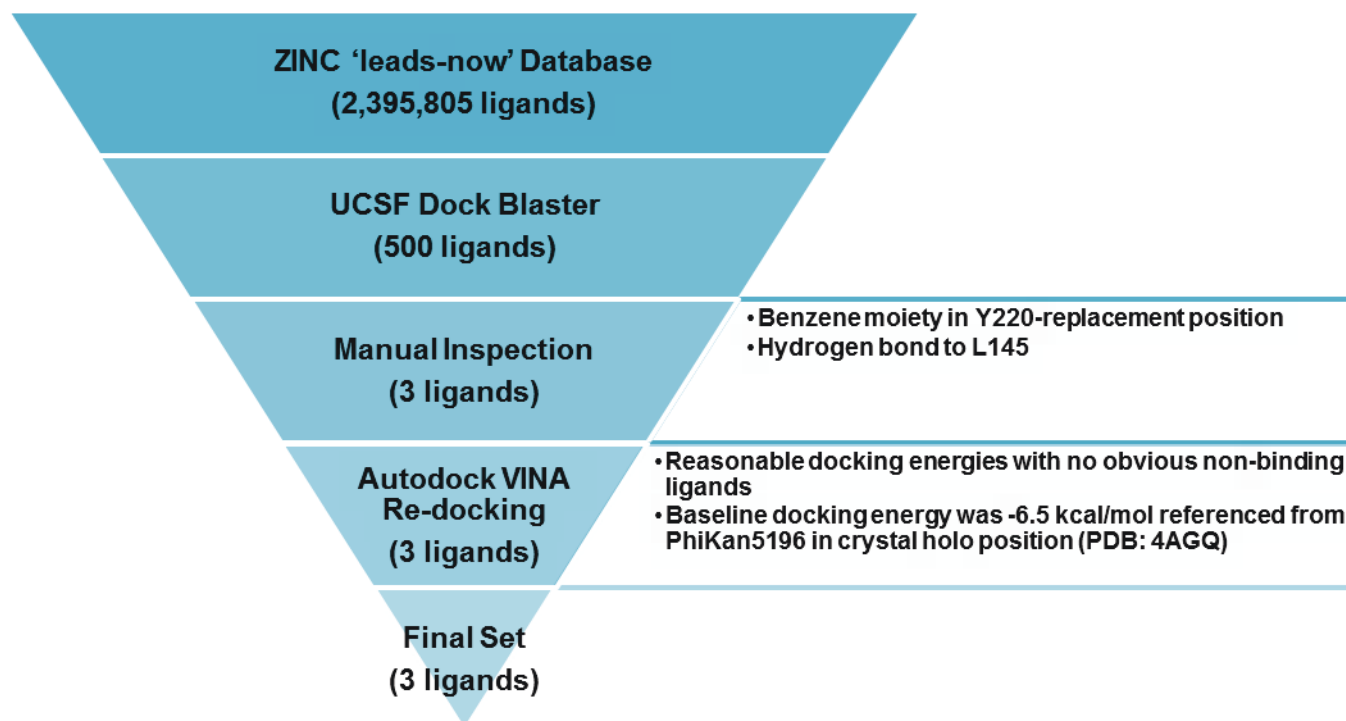 ZINC ‘leads-now’ Database
(2,395,805 ligands)
UCSF Dock Blaster
(500 ligands)
Manual Inspection
(3 ligands)
•Benzene moiety in Y220-replacement position
•Hydrogen bond to L145
Autodock VINA
Re-docking
(3 ligands)
•Reasonable docking energies with no obvious non-binding
ligands
•Baseline docking energy was -6.5 kcal/mol referenced from
PhiKan5196 in crystal holo position (PDB: 4AGQ)
Final Set
(3 ligands)